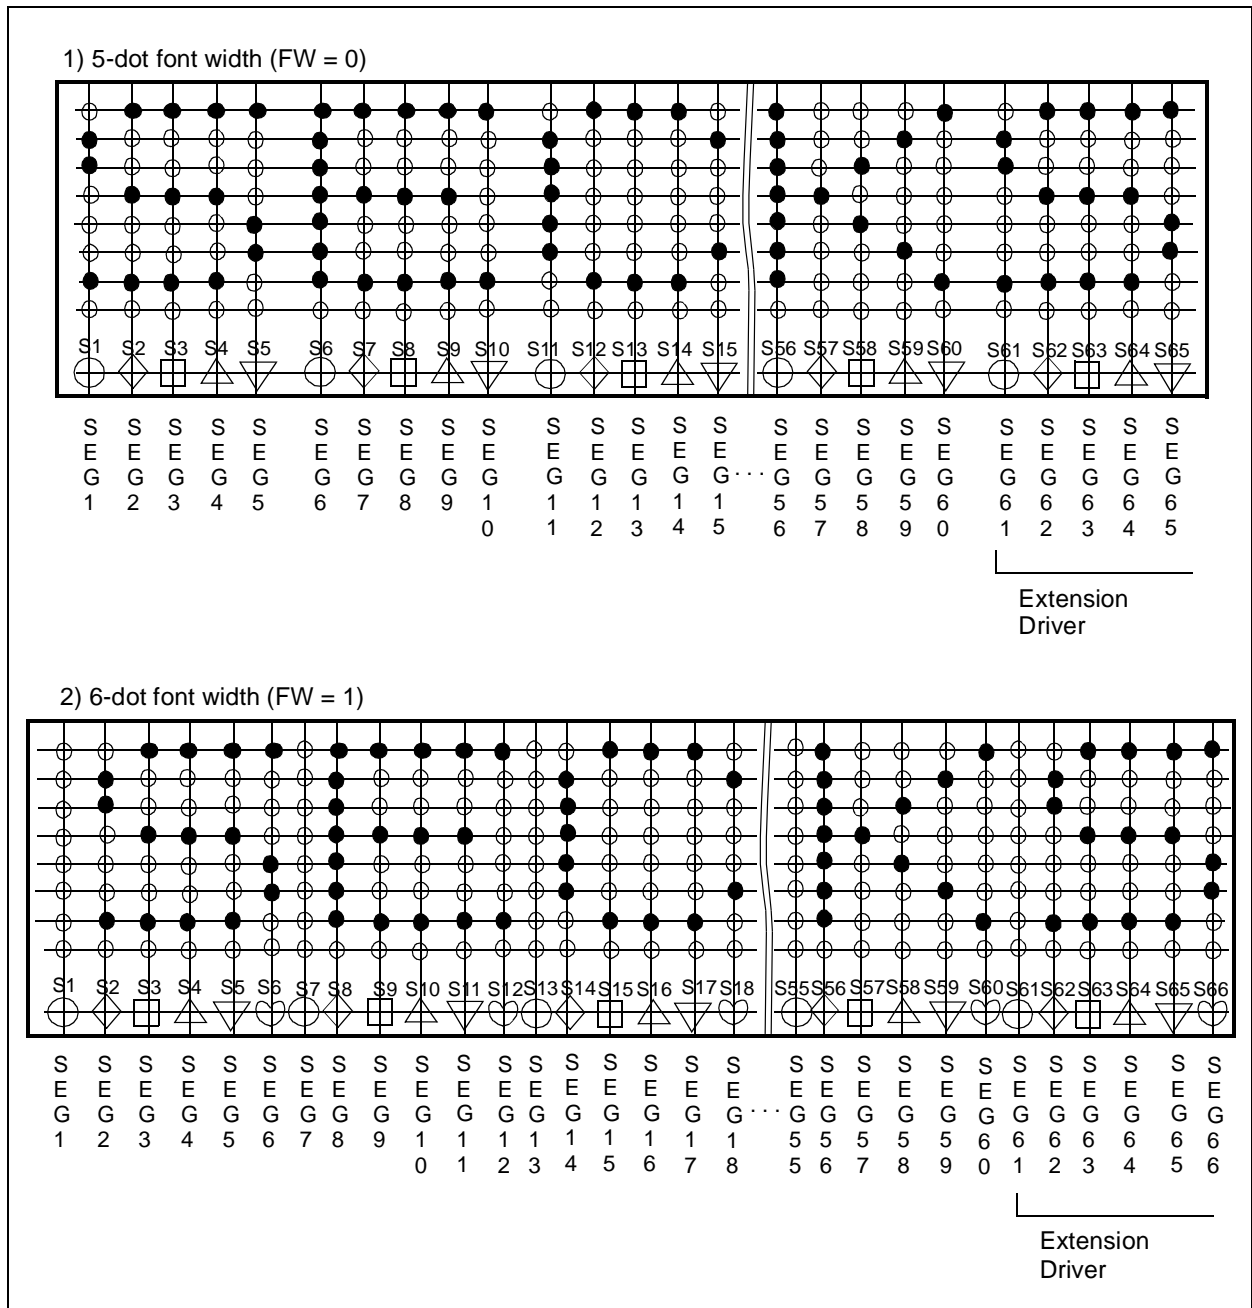 1) 5-dot font width (FW = 0)
S1 S2 S3 S4 S5 S6 S7 S8 S9 S10 S11 S12 S13 S14 S15 S56 S57 S58 S59 S60 S61 S62 S63 S64 S65
SEG1 SEG2 SEG3 SEG4 SEG5 SEG6 SEG7 SEG8 SEG9 SEG10 SEG11 SEG12 SEG13 SEG14 SEG15 ... SEG56 SEG57 SEG58 SEG59 SEG60 SEG61 SEG62 SEG63 SEG64 SEG65
Extension
Driver
2) 6-dot font width (FW = 1)
S1 S2 S3 S4 S5 S6 S7 S8 S9 S10 S11 S12 S13 S14 S15 S16 S17 S18 S55 S56 S57 S58 S59 S60 S61 S62 S63 S64 S65 S66
SEG1 SEG2 SEG3 SEG4 SEG5 SEG6 SEG7 SEG8 SEG9 SEG10 SEG11 SEG12 SEG13 SEG14 SEG15 SEG16 SEG17 SEG18 ... SEG55 SEG56 SEG57 SEG58 SEG59 SEG60 SEG61 SEG62 SEG63 SEG64 SEG65 SEG66
Extension
Driver